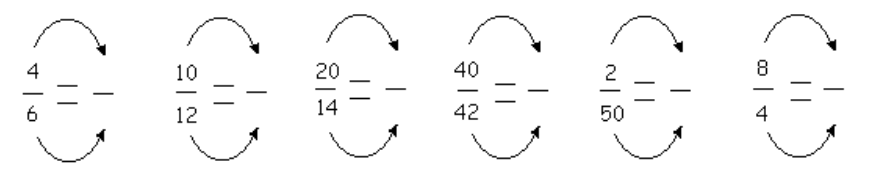 4/6 = — 10/12 = — 20/14 = — 40/42 = — 2/50 = — 8/4 = —